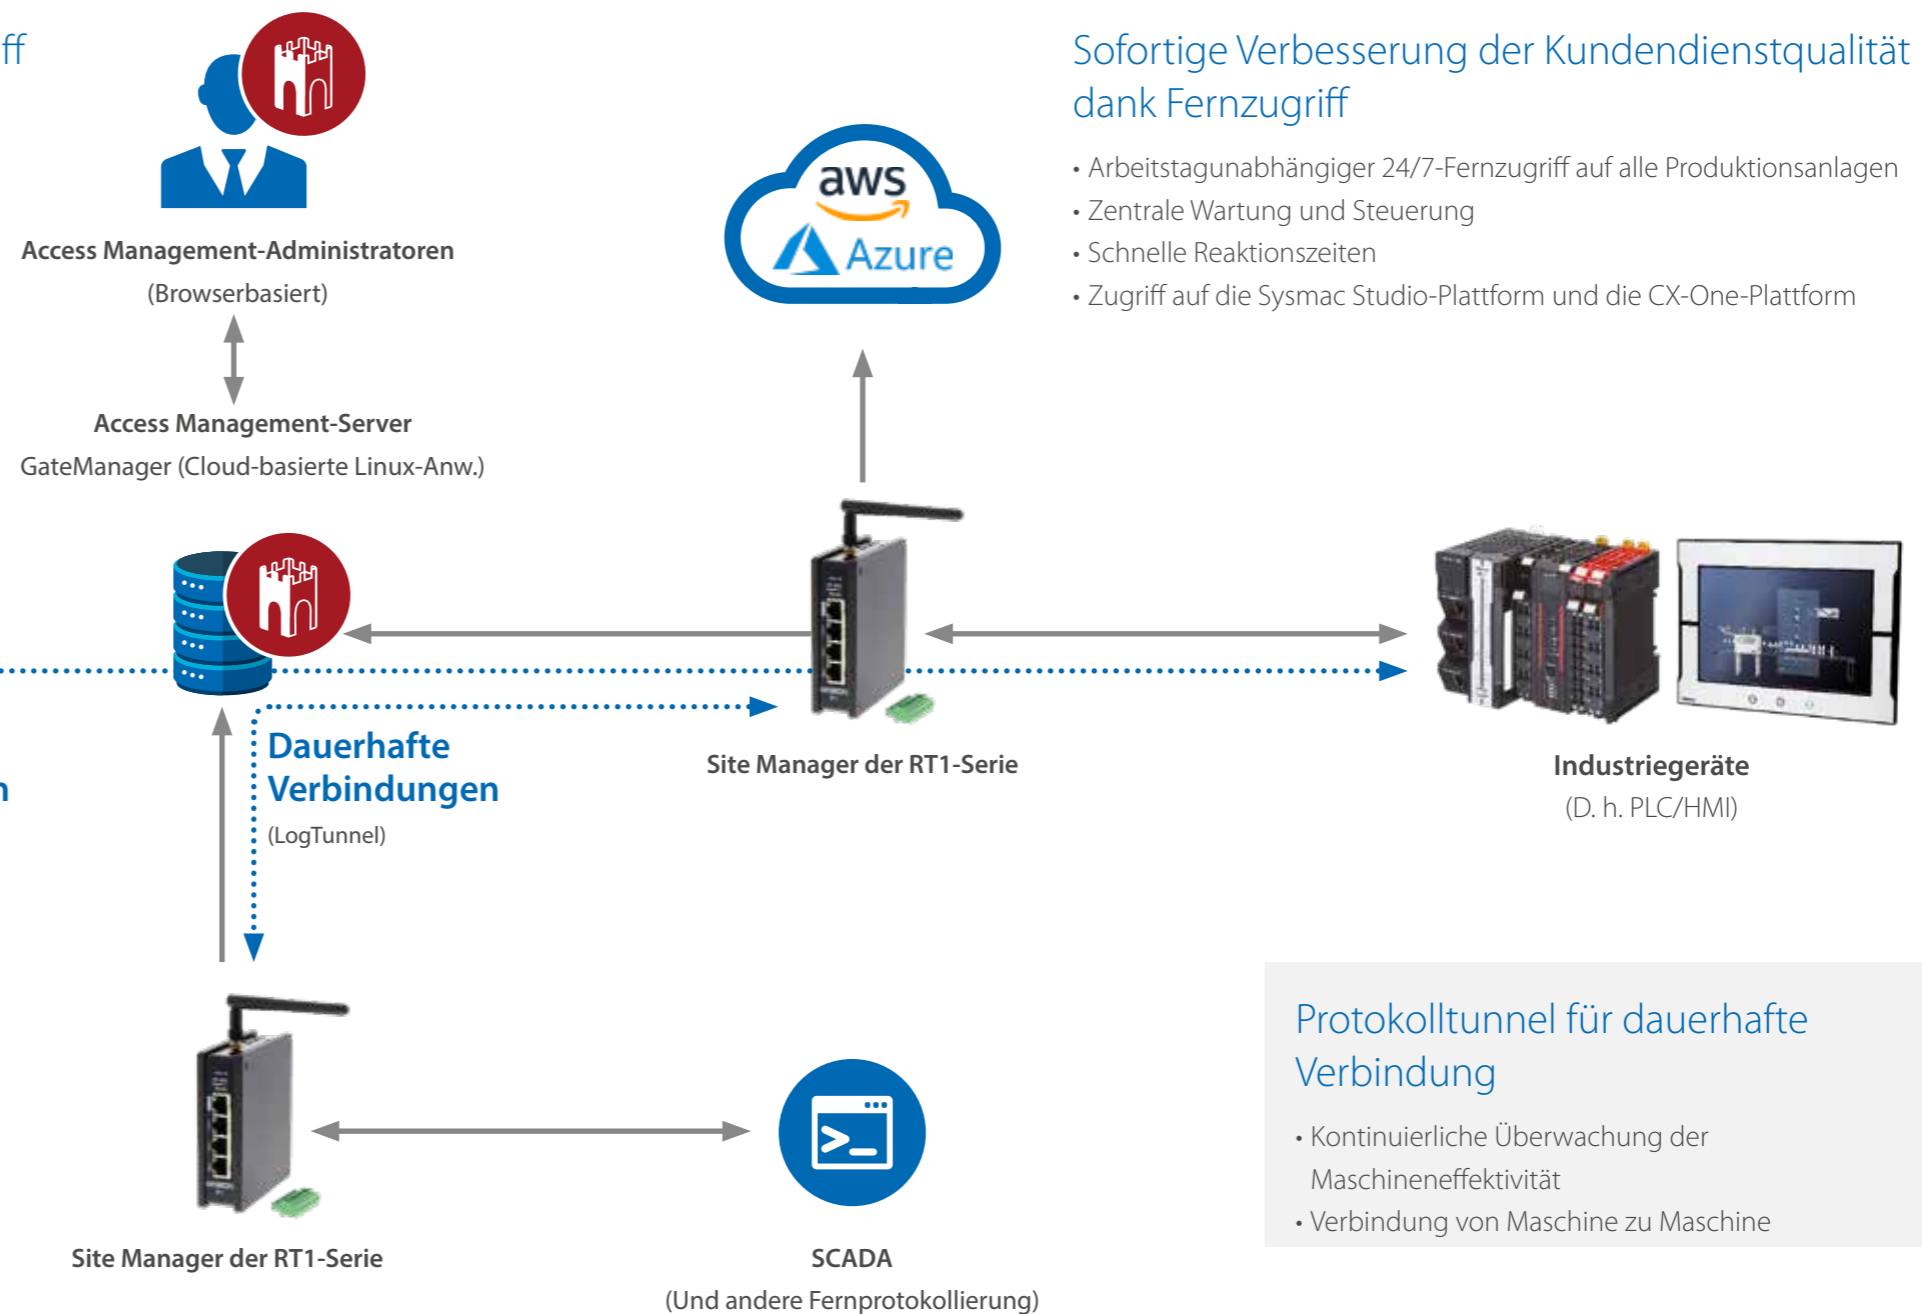 ff
Sofortige Verbesserung der Kundendienstqualität
dank Fernzugriff
• Arbeitstagunabhängiger 24/7-Fernzugriff auf alle Produktionsanlagen
• Zentrale Wartung und Steuerung
• Schnelle Reaktionszeiten
• Zugriff auf die Sysmac Studio-Plattform und die CX-One-Plattform
aws
Azure
Access Management-Administratoren
(Browserbasiert)
Access Management-Server
GateManager (Cloud-basierte Linux-Anw.)
Dauerhafte
Verbindungen
(LogTunnel)
n
Site Manager der RT1-Serie
Industriegeräte
(D. h. PLC/HMI)
Site Manager der RT1-Serie
SCADA
(Und andere Fernprotokollierung)
Protokolltunnel für dauerhafte
Verbindung
• Kontinuierliche Überwachung der
Maschineneffektivität
• Verbindung von Maschine zu Maschine